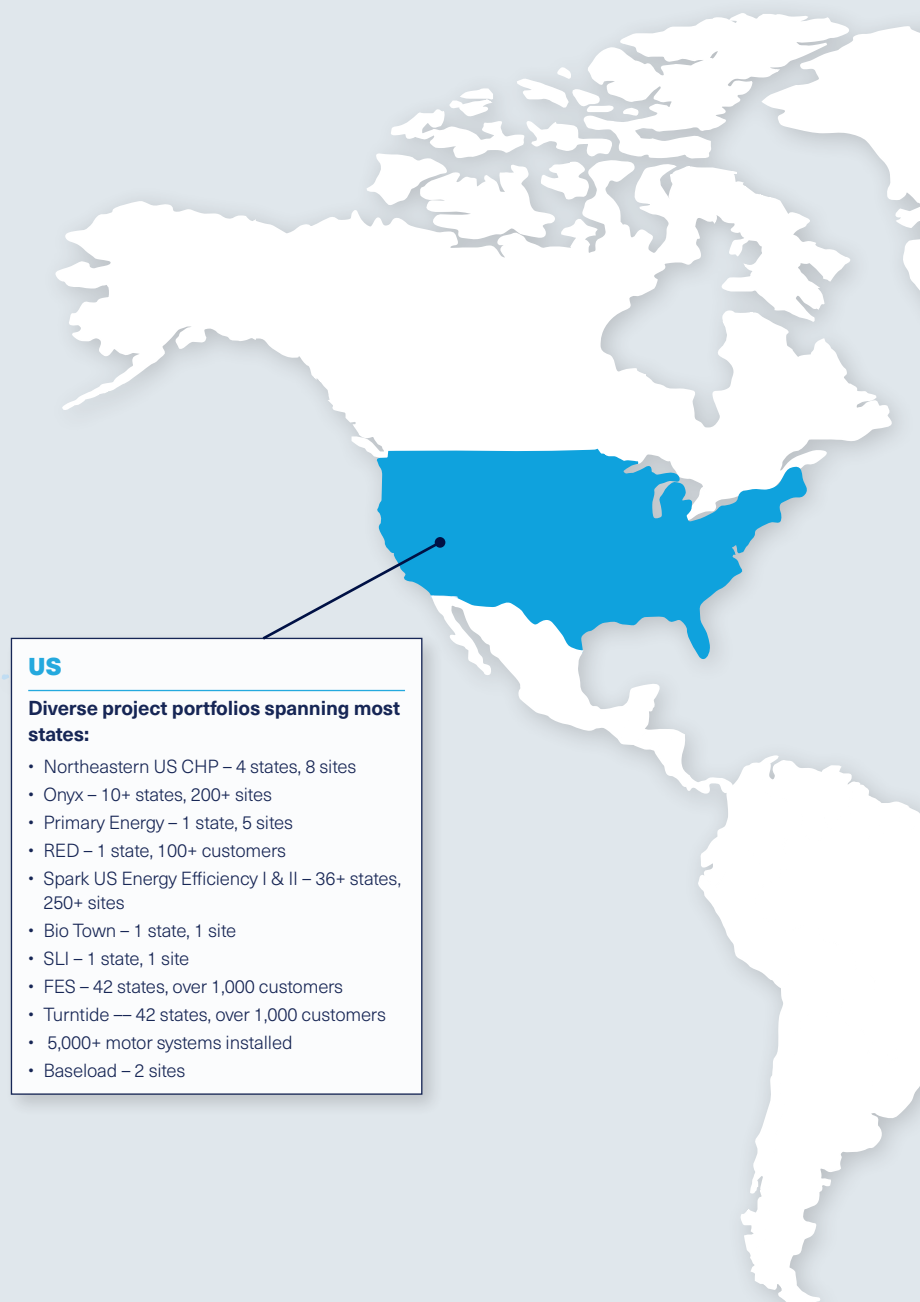 US
Diverse project portfolios spanning most
states:
• Northeastern US CHP – 4 states, 8 sites
• Onyx – 10+ states, 200+ sites
• Primary Energy – 1 state, 5 sites
• RED – 1 state, 100+ customers
• Spark US Energy Efficiency I & II – 36+ states,
250+ sites
• Bio Town – 1 state, 1 site
• SLI – 1 state, 1 site
• FES – 42 states, over 1,000 customers
• Turntide –– 42 states, over 1,000 customers
• 5,000+ motor systems installed
• Baseload – 2 sites